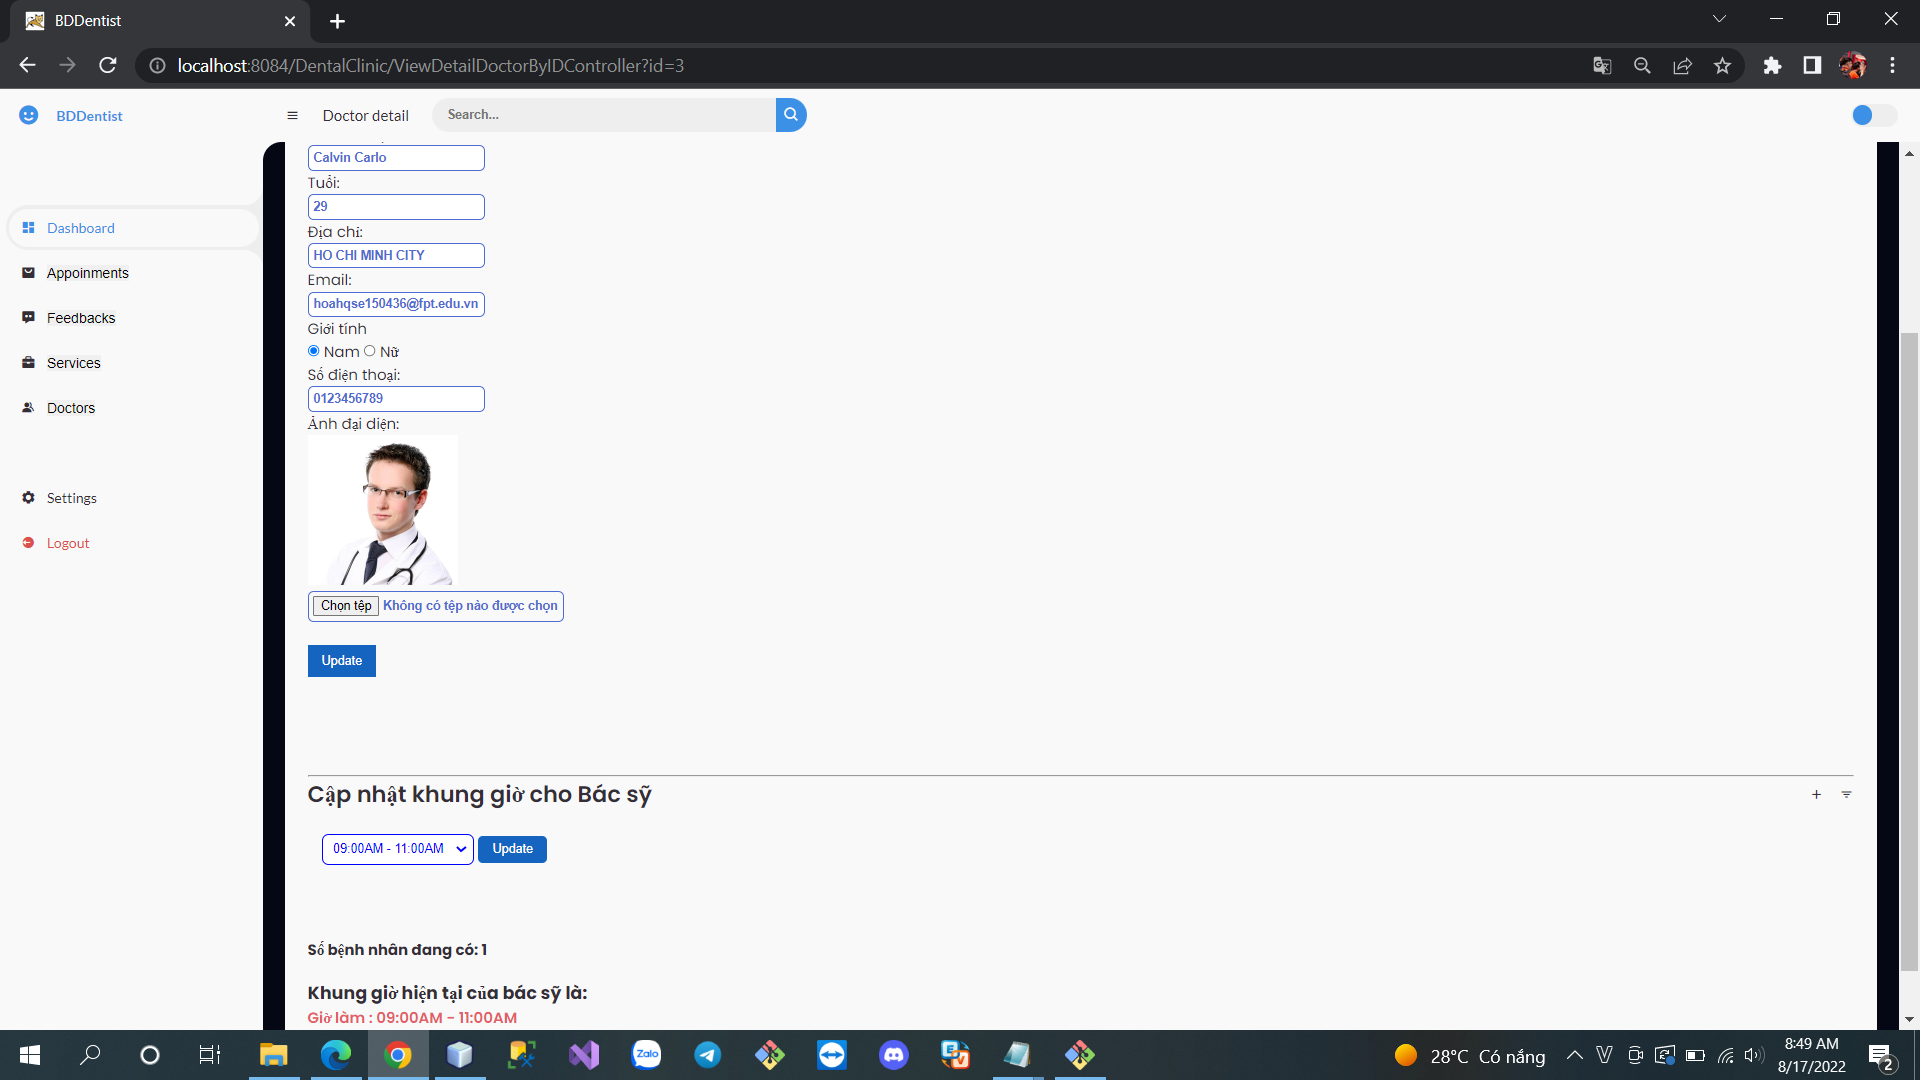 BDDentist
localhost:8084/DentalClinic/ViewDetailDoctorByIDController?id=3
BDDentist
Doctor detail
Search...
Dashboard
Appoinments
Feedbacks
Services
Doctors
Settings
Logout
Calvin Carlo
Tuổi:
29
Địa chỉ:
HO CHI MINH CITY
Email:
hoahqse150436@fpt.edu.vn
Giới tính
Nam Nữ
Số điện thoại:
0123456789
Ảnh đại diện:
Chọn tệp Không có tệp nào được chọn
Update
Cập nhật khung giờ cho Bác sỹ
09:00AM - 11:00AM Update
Số bệnh nhân đang có: 1
Khung giờ hiện tại của bác sỹ là:
Giờ làm : 09:00AM - 11:00AM
Zalo
28°C Có nắng
V
8:49 AM
8/17/2022
2